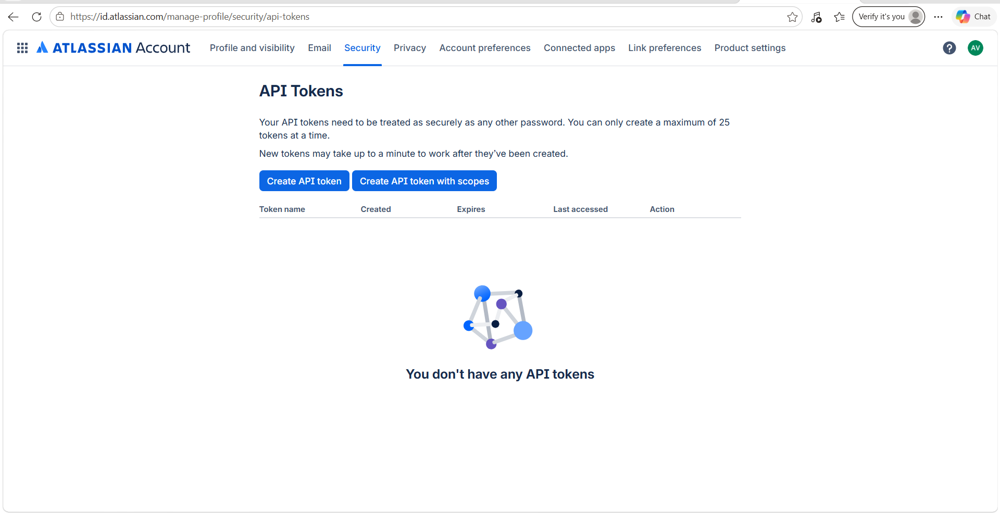 https://id.atlassian.com/manage-profile/security/api-tokens
Verify it's you
Chat
ATLASSIAN Account
Profile and visibility
Email
Security
Privacy
Account preferences
Connected apps
Link preferences
Product settings
?
AV
API Tokens
Your API tokens need to be treated as securely as any other password. You can only create a maximum of 25
tokens at a time.
New tokens may take up to a minute to work after they’ve been created.
Create API token
Create API token with scopes
Token name
Created
Expires
Last accessed
Action
You don't have any API tokens